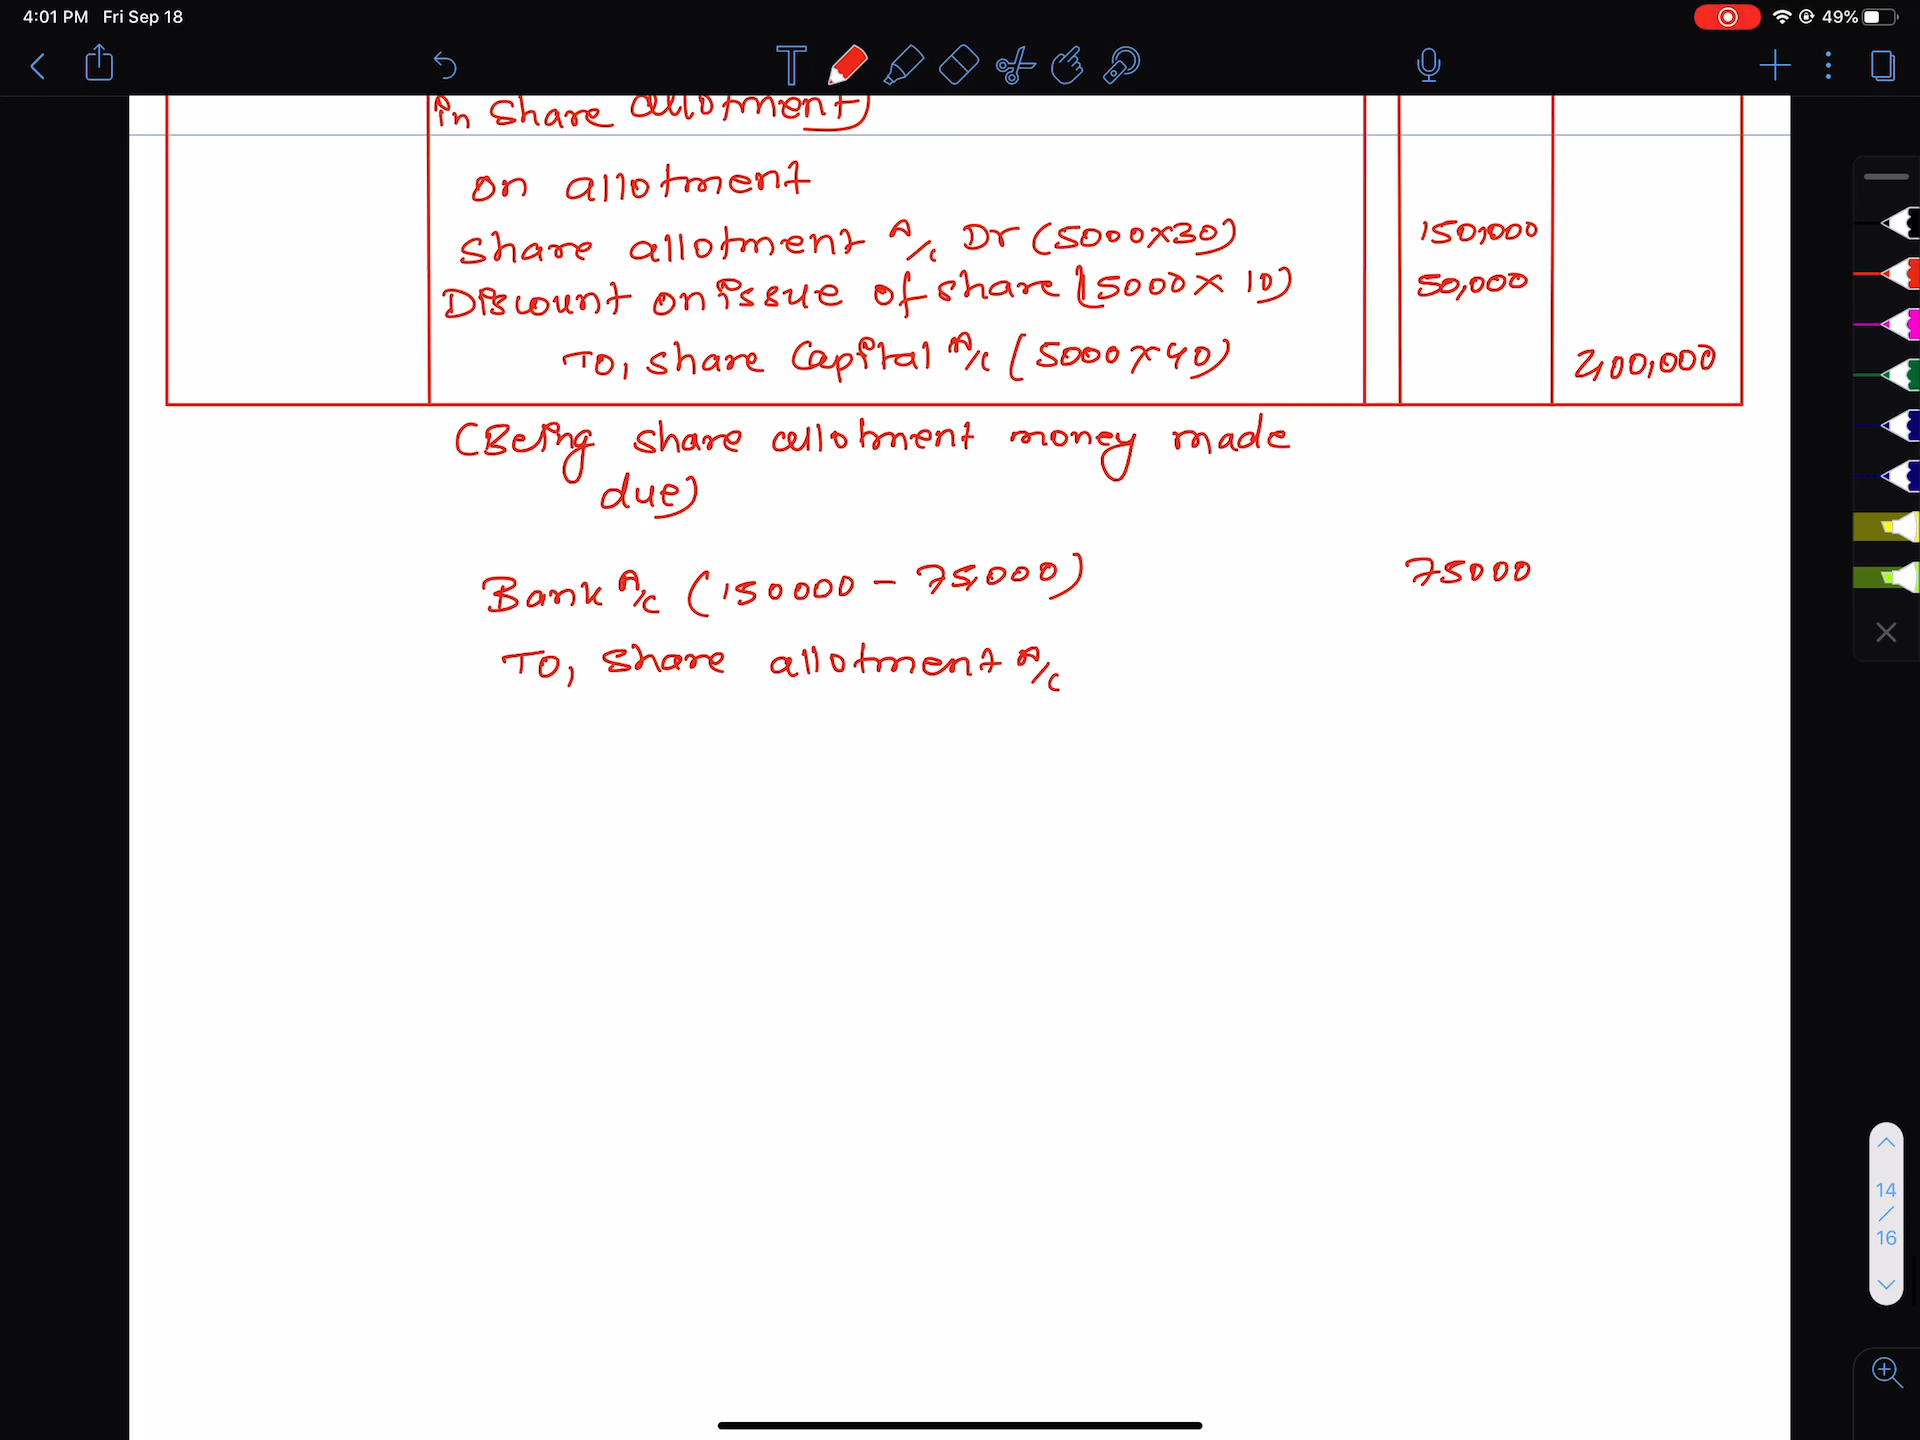 4:01 PM Fri Sep 18
49%
in share allotment)
on allotment
share allotment A/c Dr (5000x30) 150,000
Discount on issue of share (5000x 10) 50,000
To, share capital A/c (5000x40) 2,00,000
(Being share allotment money made
due)
Bank A/c (150000 - 75,000) 75000
To, share allotment A/c
14
/
16